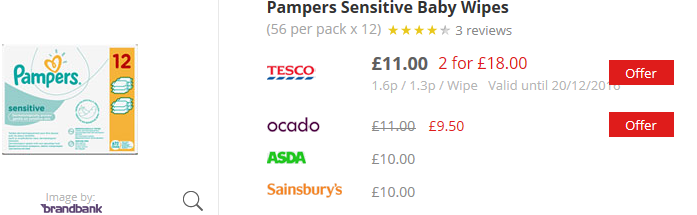 Pampers Sensitive Baby Wipes
(56 per pack x 12) 3 reviews
12
Pampers.
sensitive
TESCO £11.00 2 for £18.00 Offer
1.6p / 1.3p / Wipe Valid until 20/12/2016
ocado £11.00 £9.50 Offer
ASDA £10.00
Sainsbury's £10.00
Image by:
brandbank